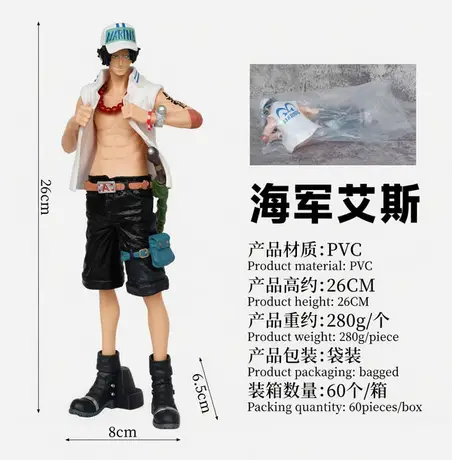 MARINE
26cm
A
6.5cm
8cm
海军艾斯
产品材质:PVC
Product material: PVC
产品高约:26CM
Product height: 26CM
产品重约:280g/个
Product weight: 280g/piece
产品包装:袋装
Product packaging: bagged
装箱数量:60个/箱
Packing quantity: 60pieces/box